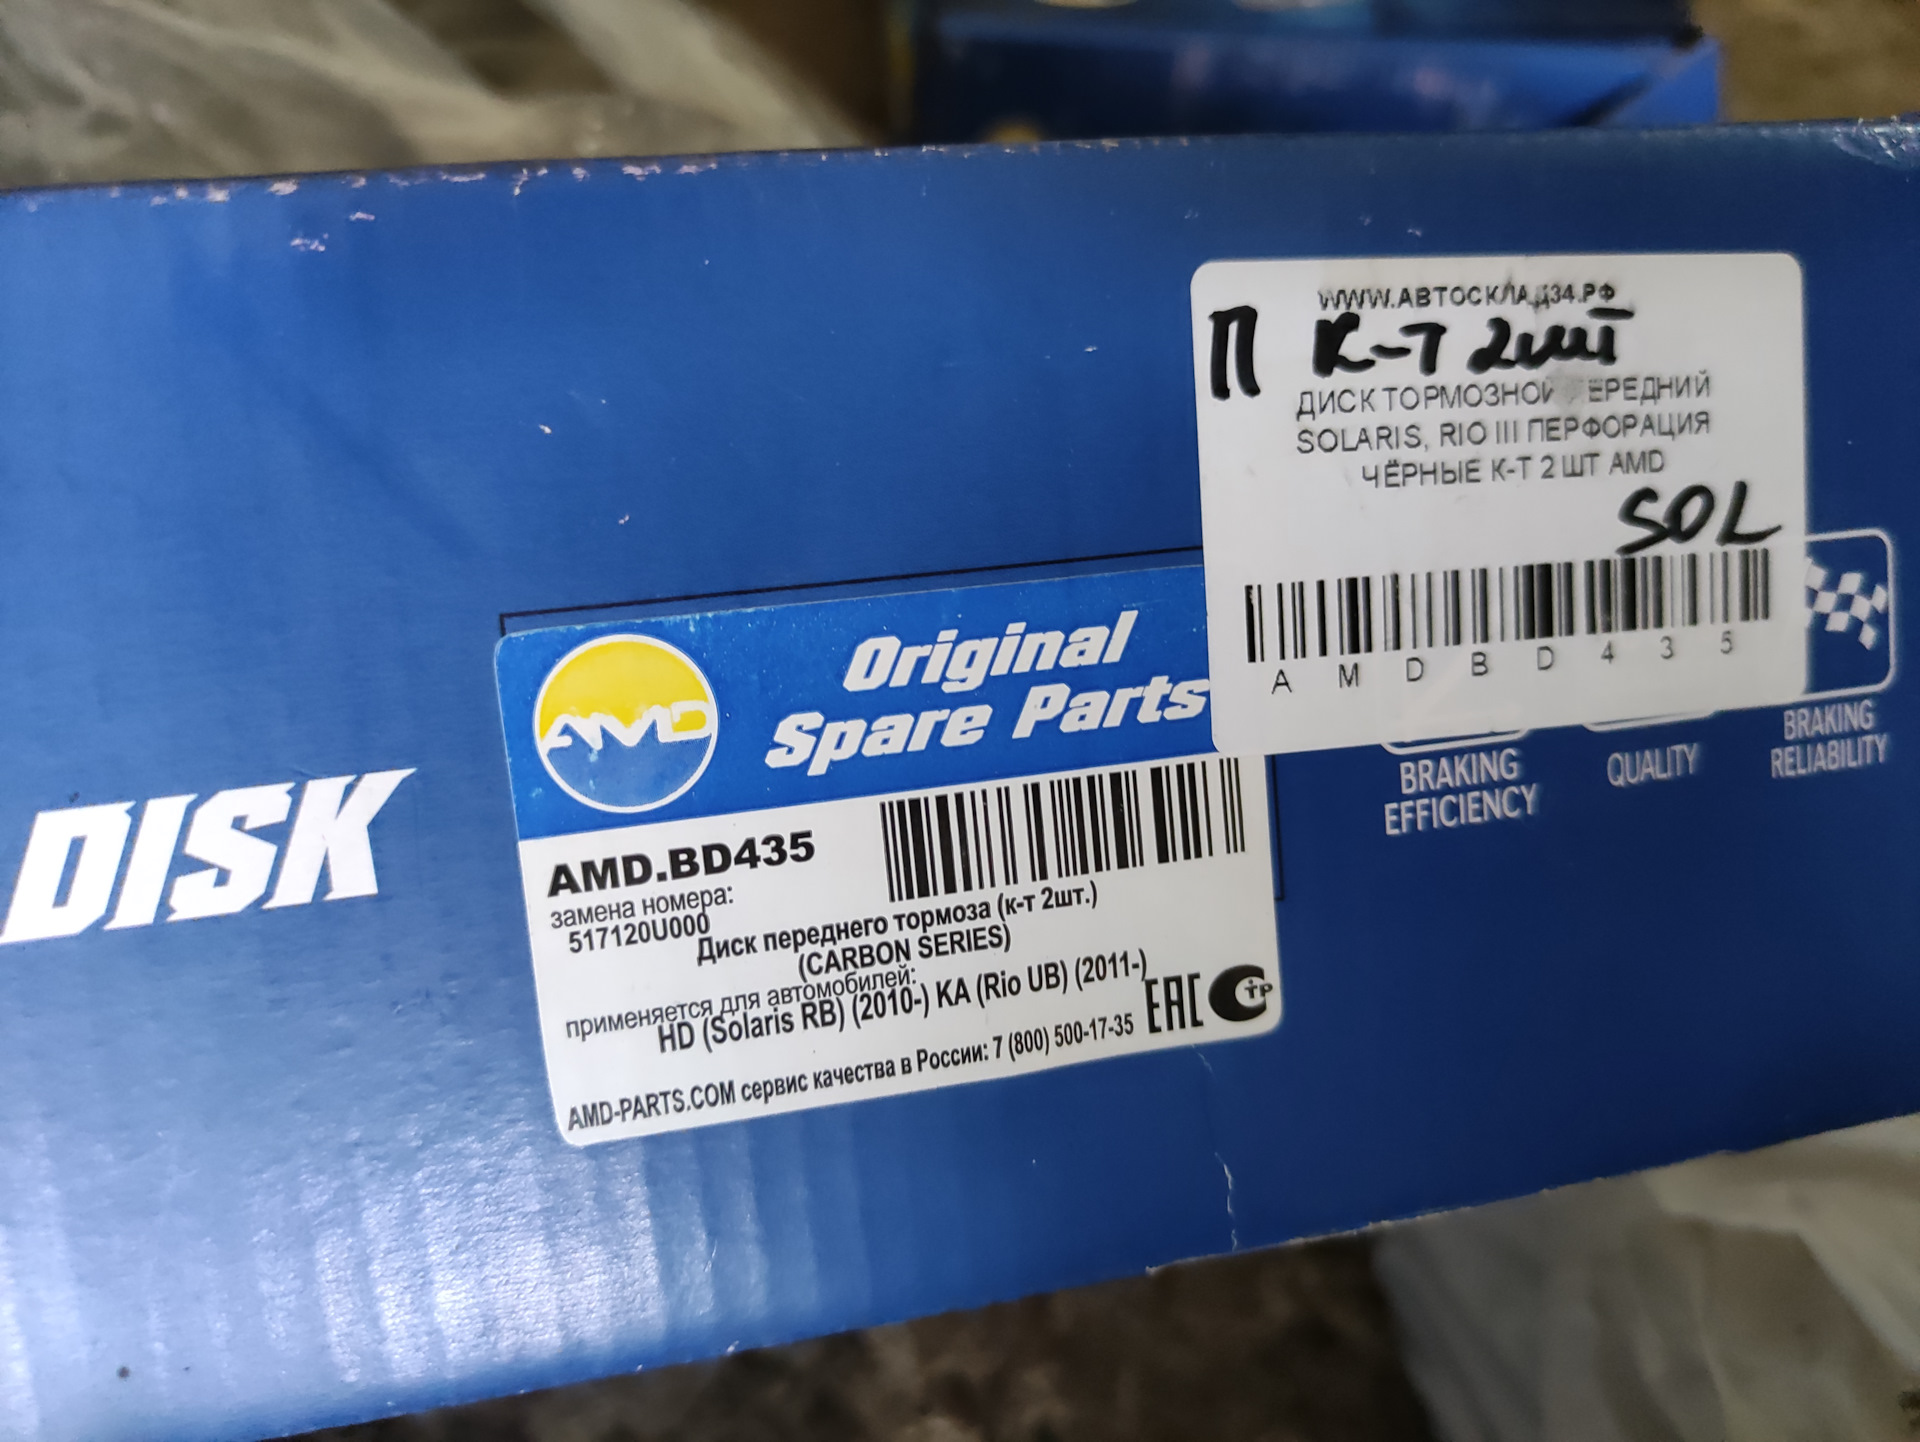 WWW.АВТОСКЛАД34.РФ
П К-Т 2шт
ДИСК ТОРМОЗНОЙ ПЕРЕДНИЙ
SOLARIS, RIO III ПЕРФОРАЦИЯ
ЧЁРНЫЕ К-Т 2 ШТ AMD
SOL
AMDBD435
DISK
AMD
Original
Spare Parts
AMD.BD435
замена номера:
517120U000
Диск переднего тормоза (к-т 2шт.)
(CARBON SERIES)
применяется для автомобилей:
HD (Solaris RB) (2010-) KA (Rio UB) (2011-)
EAC
C ТР
AMD-PARTS.COM сервис качества в России: 7 (800) 500-17-35
BRAKING
EFFICIENCY
QUALITY
BRAKING
RELIABILITY